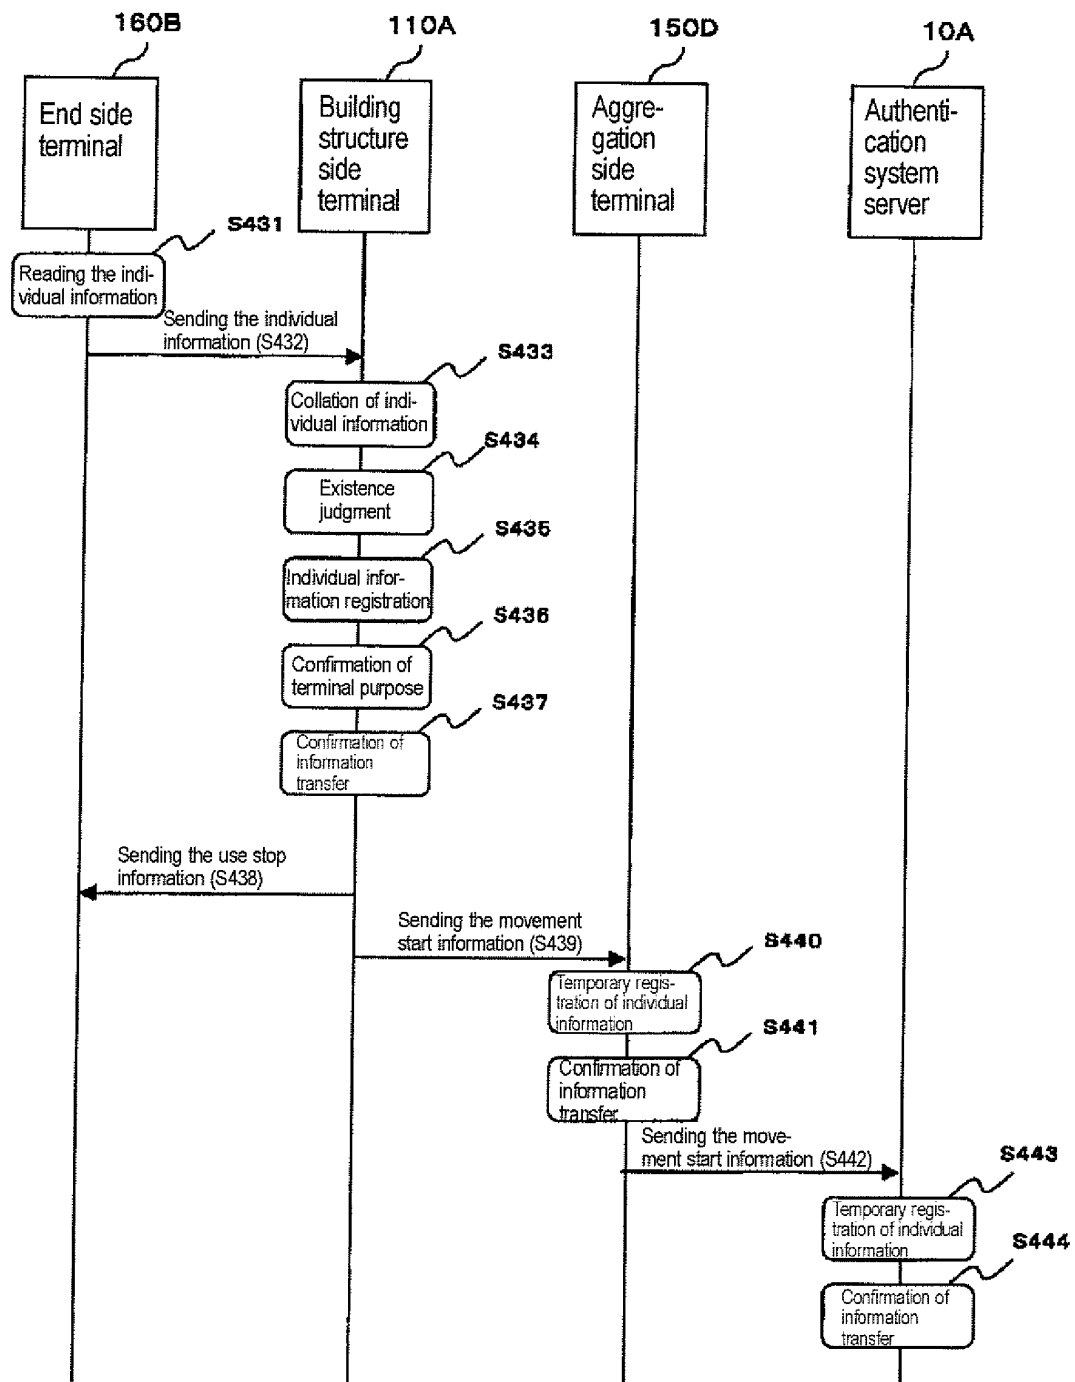 160B
110A
150D
10A
End side
terminal
Building
structure
side
terminal
Aggre-
gation
side
terminal
Authenti-
cation
system
server
S431
Reading the indi-
vidual information
Sending the individual
information (S432)
S433
Collation of indi-
vidual information
S434
Existence
judgment
S435
Individual infor-
mation registration
S436
Confirmation of
terminal purpose
S437
Confirmation of
information
transfer
Sending the use stop
information (S438)
Sending the movement
start information (S439)
S440
Temporary regis-
tration of individual
information
S441
Confirmation of
information
transfer
Sending the move-
ment start information (S442)
S443
Temporary regis-
tration of individual
information
S444
Confirmation of
information
transfer